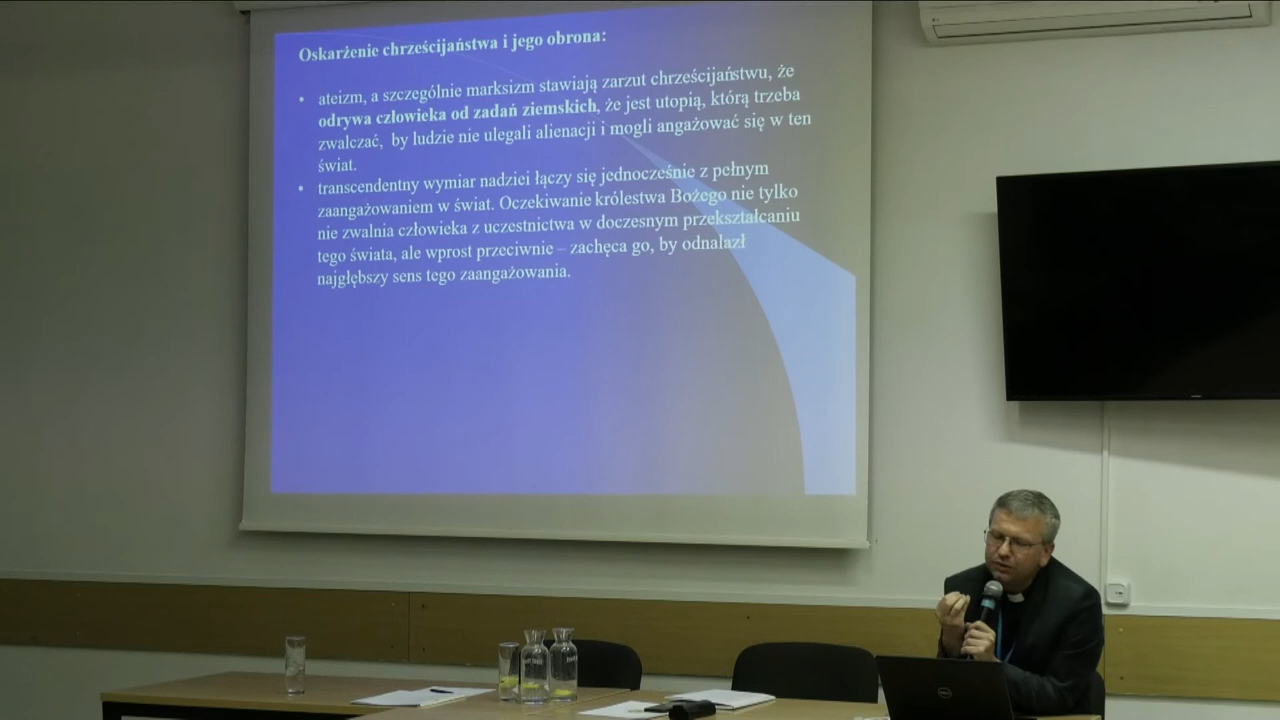 Oskarżenie chrześcijaństwa i jego obrona:
• ateizm, a szczególnie marksizm stawiają zarzut chrześcijaństwu, że
odrywa człowieka od zadań ziemskich, że jest utopią, którą trzeba
zwalczać, by ludzie nie ulegali alienacji i mogli angażować się w ten
świat.
• transcendentny wymiar nadziei łączy się jednocześnie z pełnym
zaangażowaniem w świat. Oczekiwanie królestwa Bożego nie tylko
nie zwalnia człowieka z uczestnictwa w doczesnym przekształcaniu
tego świata, ale wprost przeciwnie – zachęca go, by odnalazł
najgłębszy sens tego zaangażowania.
DELL